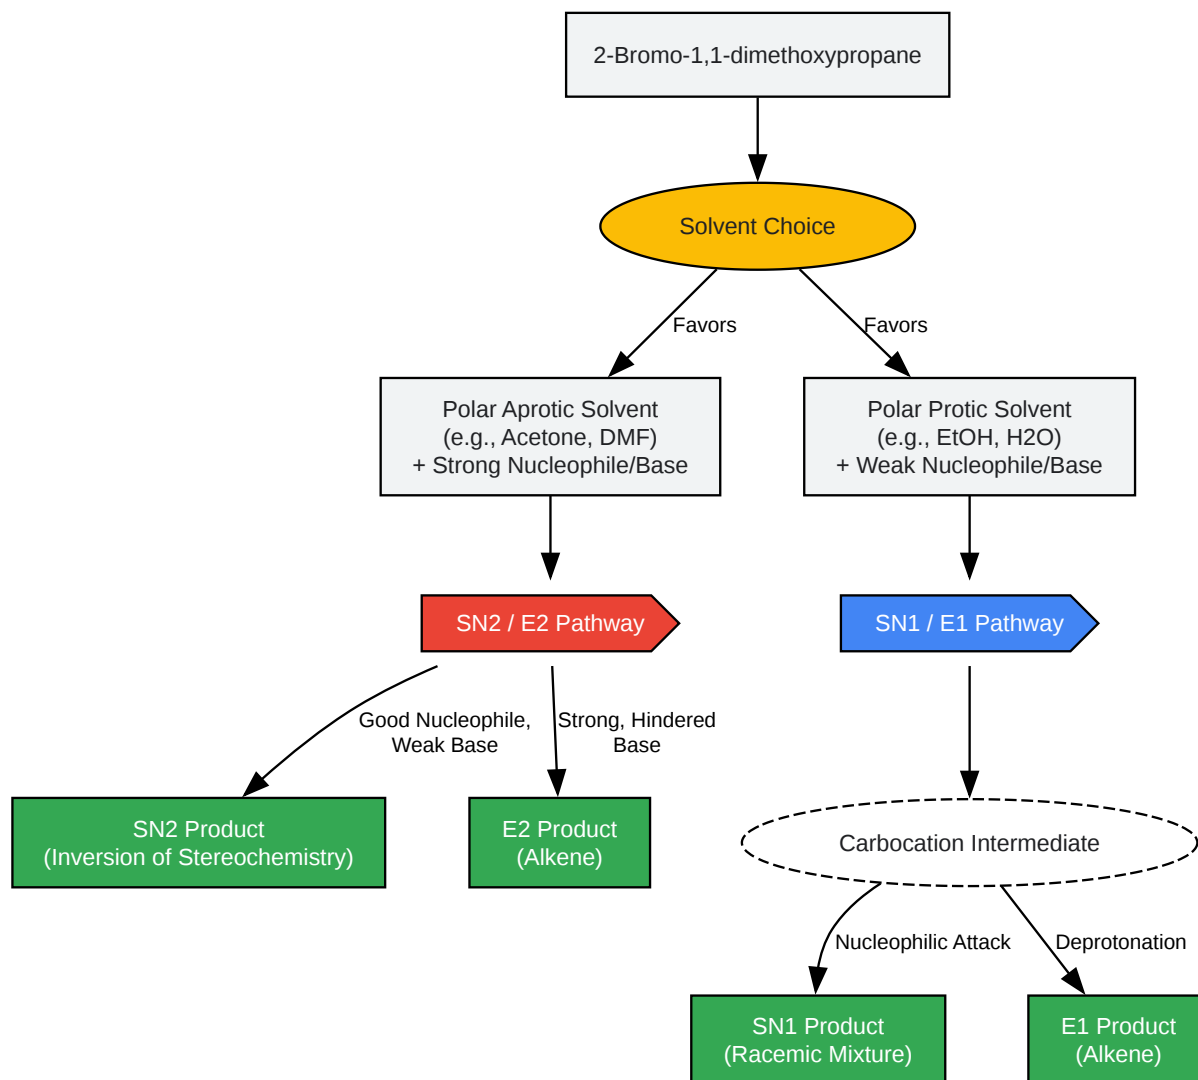 2-Bromo-1,1-dimethoxypropane
Solvent Choice
Favors
Favors
Polar Aprotic Solvent
(e.g., Acetone, DMF)
+ Strong Nucleophile/Base
Polar Protic Solvent
(e.g., EtOH, H2O)
+ Weak Nucleophile/Base
SN2 / E2 Pathway
SN1 / E1 Pathway
Good Nucleophile,
Weak Base
Strong, Hindered
Base
SN2 Product
(Inversion of Stereochemistry)
E2 Product
(Alkene)
Carbocation Intermediate
Nucleophilic Attack
Deprotonation
SN1 Product
(Racemic Mixture)
E1 Product
(Alkene)